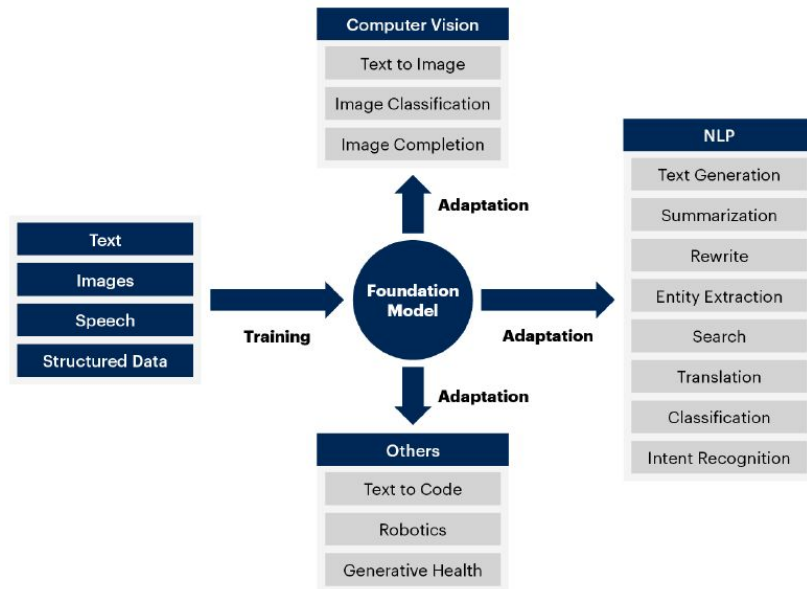 Computer Vision
Text to Image
Image Classification
Image Completion
Adaptation
Text
Images
Speech
Structured Data
Training
Foundation
Model
Adaptation
NLP
Text Generation
Summarization
Rewrite
Entity Extraction
Search
Translation
Classification
Intent Recognition
Adaptation
Others
Text to Code
Robotics
Generative Health